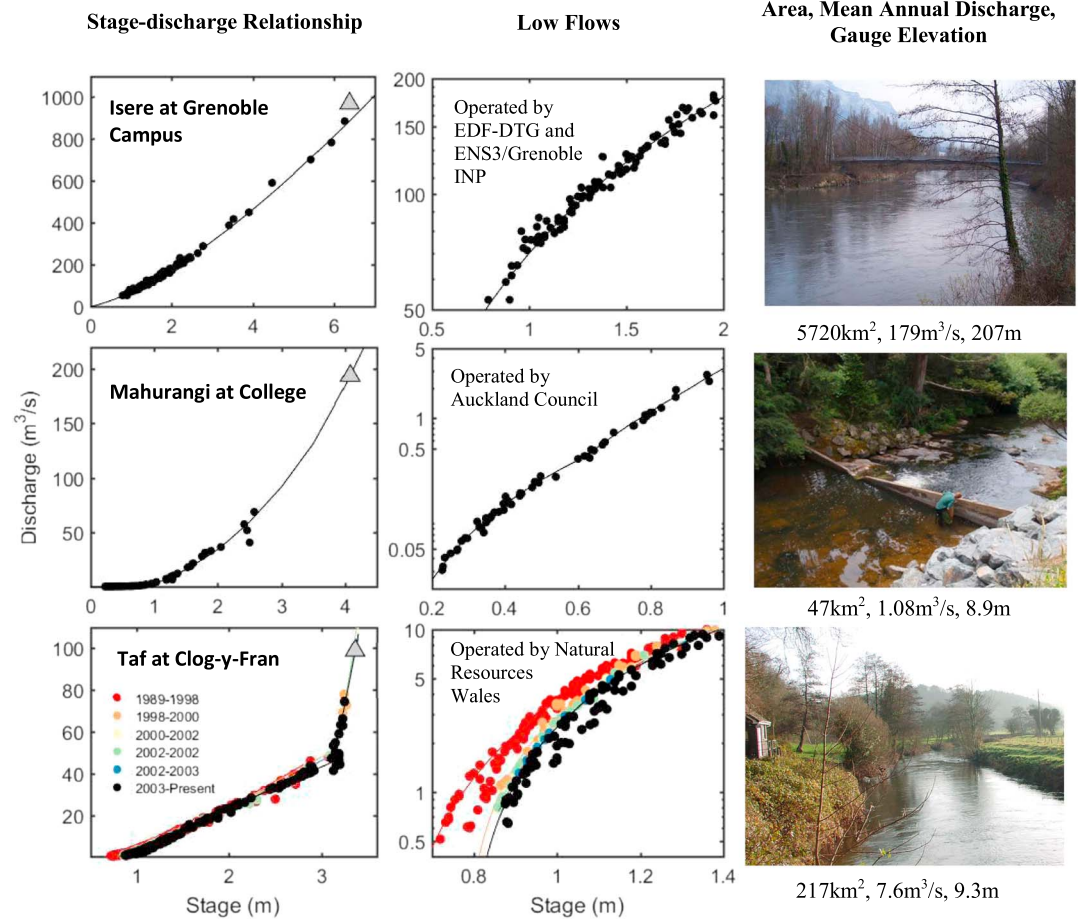 Stage-discharge Relationship
Low Flows
Area, Mean Annual Discharge,
Gauge Elevation
1000
800
600
400
200
0
0
2
4
6
Isere at Grenoble
Campus
200
150
100
50
0.5
1
1.5
2
Operated by
EDF-DTG and
ENS3/Grenoble
INP
5720km², 179m³/s, 207m
Discharge (m³/s)
200
150
100
50
0
1
2
3
4
Mahurangi at College
5
1
0.5
0.05
0.2
0.4
0.6
0.8
1
Operated by
Auckland Council
47km², 1.08m³/s, 8.9m
100
80
60
40
20
1
2
3
Stage (m)
Taf at Clog-y-Fran
1989-1998
1998-2000
2000-2002
2002-2002
2002-2003
2003-Present
10
5
1
0.5
0.7
0.8
0.9
1.0
1.2
1.4
Stage (m)
Operated by Natural
Resources
Wales
217km², 7.6m³/s, 9.3m